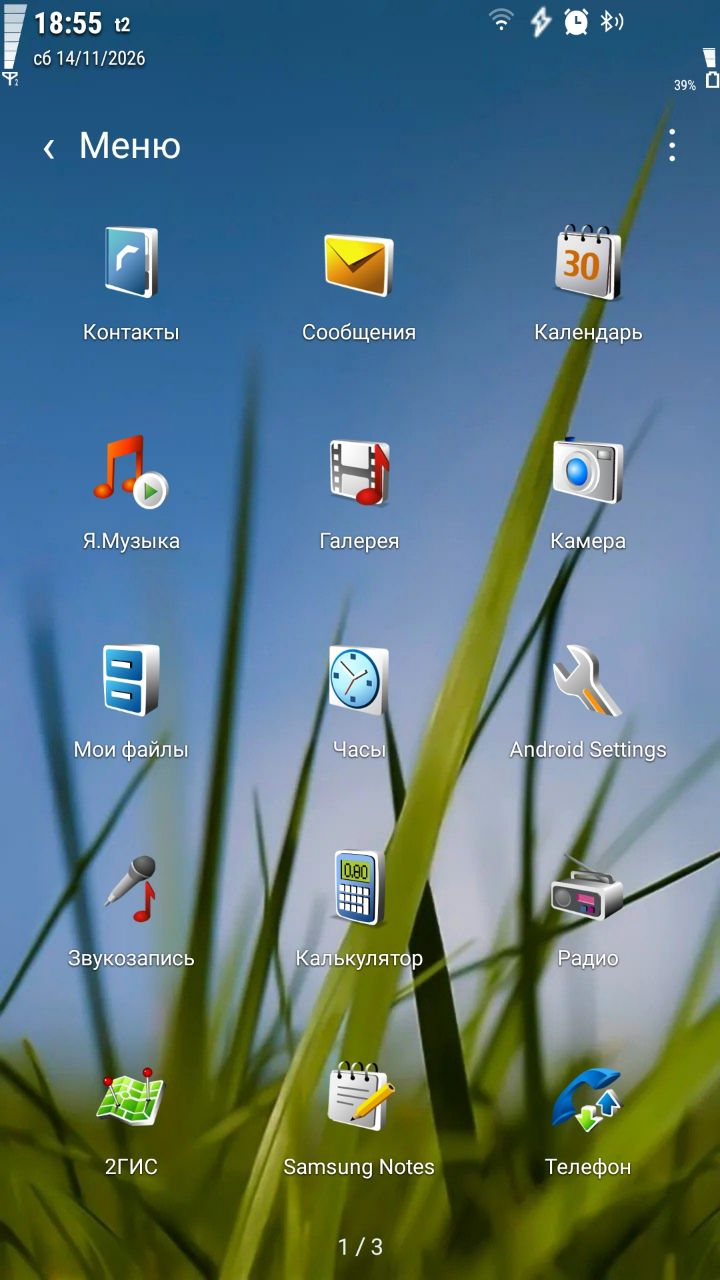 18:55 t2
сб 14/11/2026
39%
‹ Меню
Контакты
Сообщения
30
Календарь
Я.Музыка
Галерея
Камера
Мои файлы
Часы
Android Settings
Звукозапись
0.80
Калькулятор
Радио
2ГИС
Samsung Notes
Телефон
1 / 3